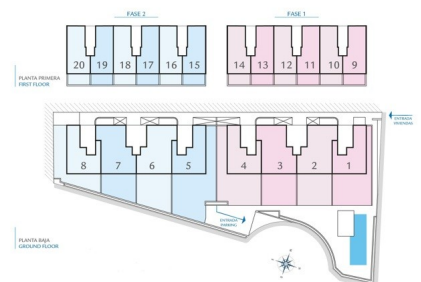 FASE 2
FASE 1
20 19 18 17 16 15
14 13 12 11 10 9
PLANTA PRIMERA
FIRST FLOOR
ENTRADA
VIVIENDAS
8 7 6 5 4 3 2 1
ENTRADA
PARKING
PLANTA BAJA
GROUND FLOOR